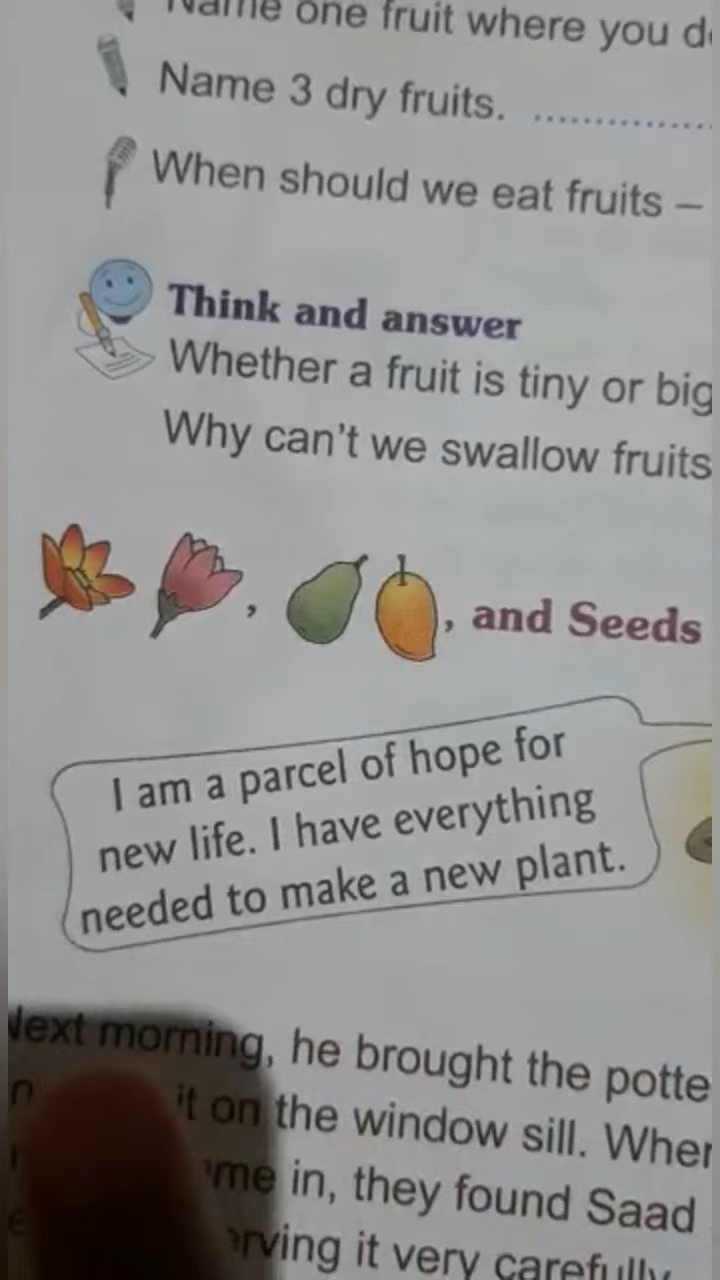 Name one fruit where you
Name 3 dry fruits. ..............
When should we eat fruits –
Think and answer
Whether a fruit is tiny or big
Why can't we swallow fruits
, , and Seeds
I am a parcel of hope for
new life. I have everything
needed to make a new plant.
Next morning, he brought the potte
it on the window sill. When
me in, they found Saad
rving it very carefully